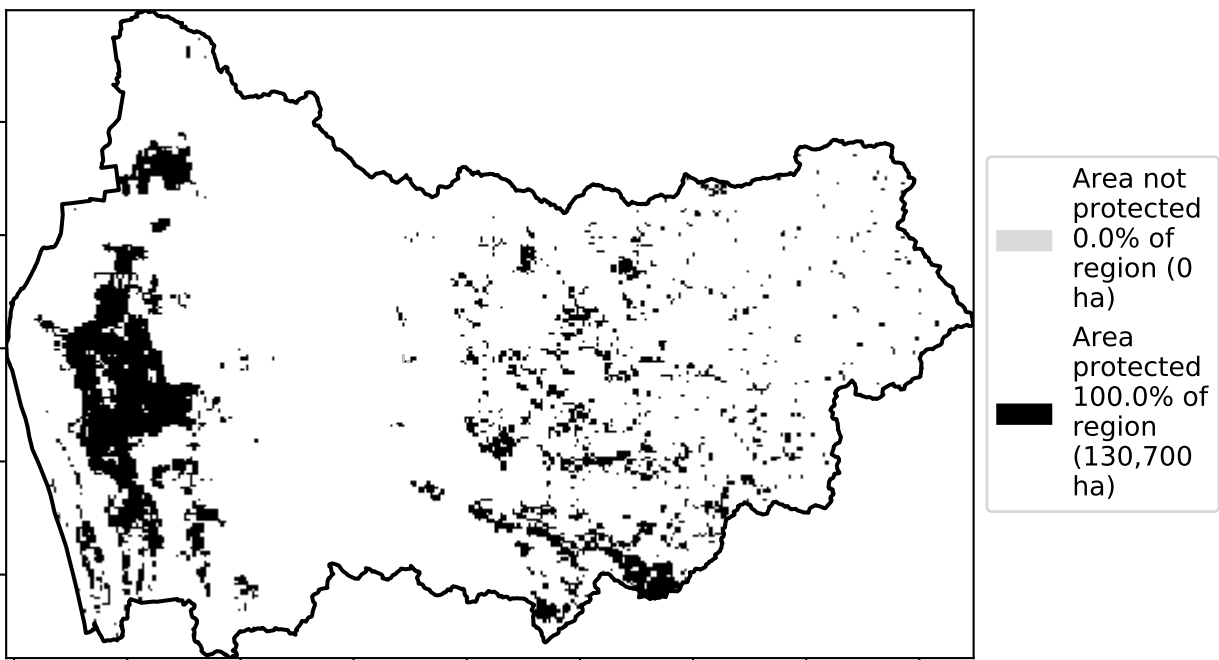 Area not
protected
0.0% of
region (0
ha)
Area
protected
100.0% of
region
(130,700
ha)